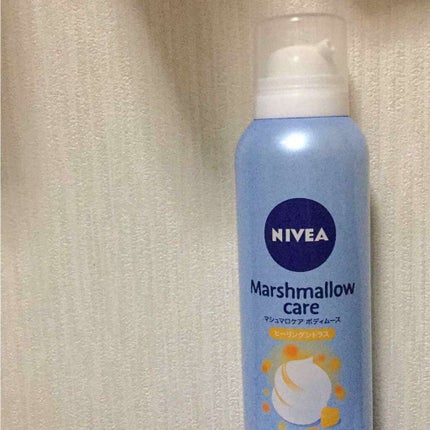 NIVEA
Marshmallow
care
マシュマロケア ボディムース
ヒーリングシトラス